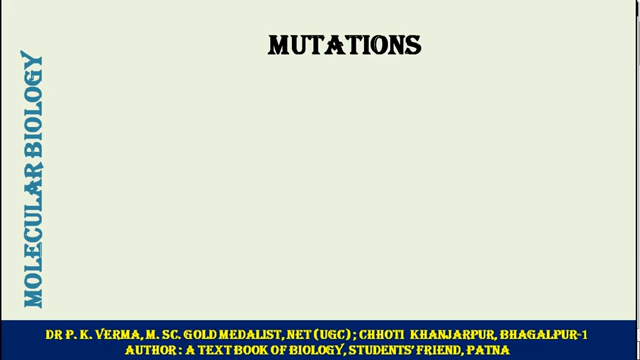 MUTATIONS
MOLECULAR BIOLOGY
DR P. K. VERMA, M. SC. GOLD MEDALIST, NET (UGC) ; CHHOTI KHANJARPUR, BHAGALPUR-1
AUTHOR : A TEXT BOOK OF BIOLOGY, STUDENTS' FRIEND, PATNA